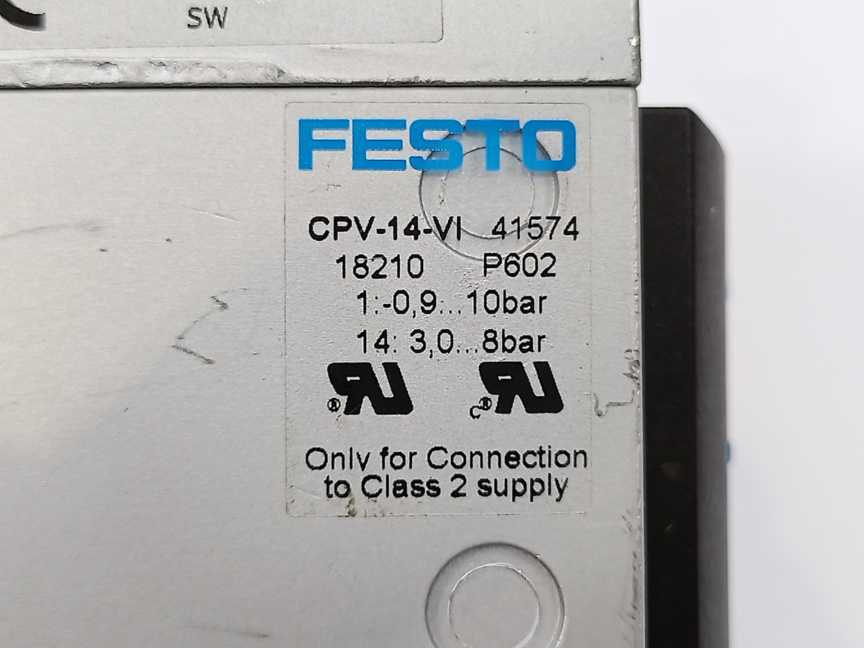 SW
FESTO
CPV-14-VI 41574
18210 P602
1:-0,9...10bar
14: 3,0...8bar
Only for Connection
to Class 2 supply